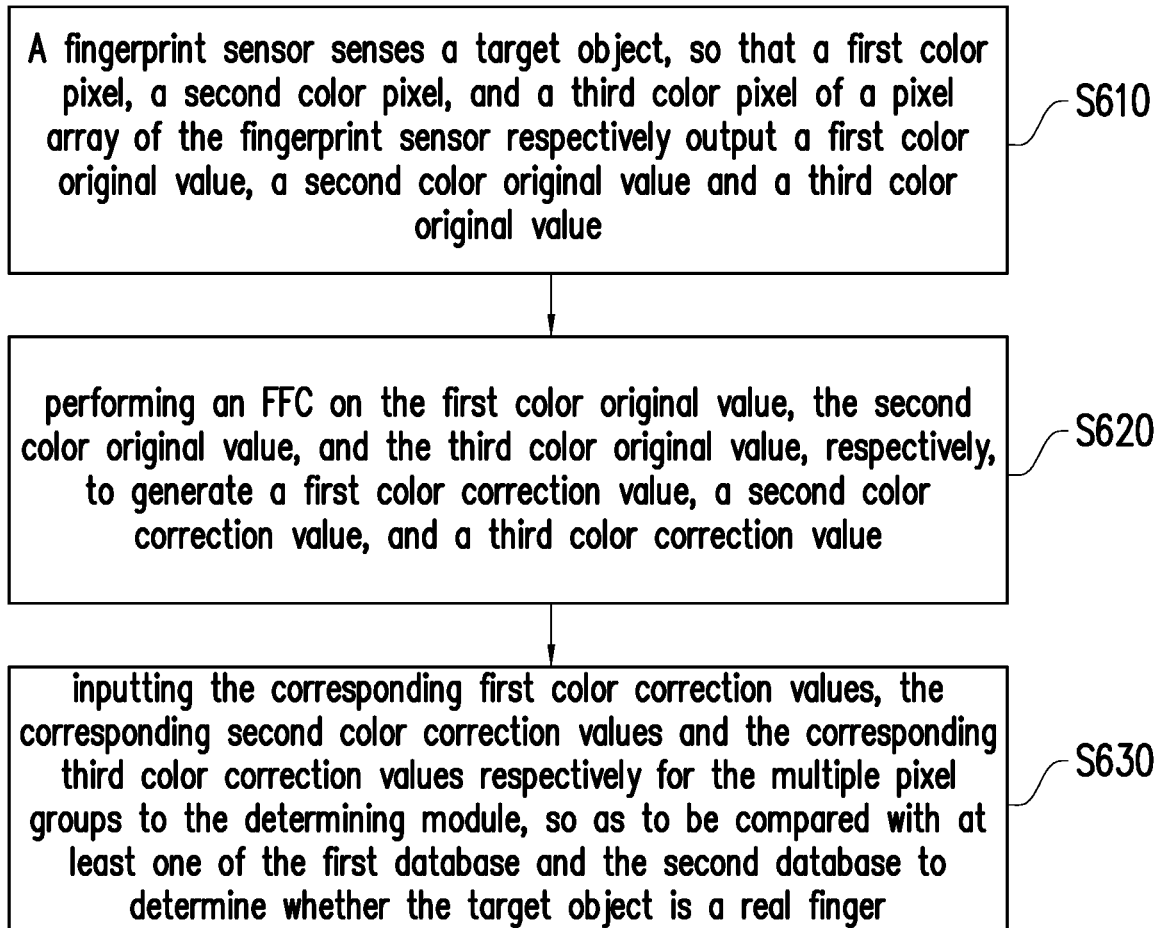 A fingerprint sensor senses a target object, so that a first color
pixel, a second color pixel, and a third color pixel of a pixel
array of the fingerprint sensor respectively output a first color
original value, a second color original value and a third color
original value
S610
performing an FFC on the first color original value, the second
color original value, and the third color original value, respectively,
to generate a first color correction value, a second color
correction value, and a third color correction value
S620
inputting the corresponding first color correction values, the
corresponding second color correction values and the corresponding
third color correction values respectively for the multiple pixel
groups to the determining module, so as to be compared with at
least one of the first database and the second database to
determine whether the target object is a real finger
S630